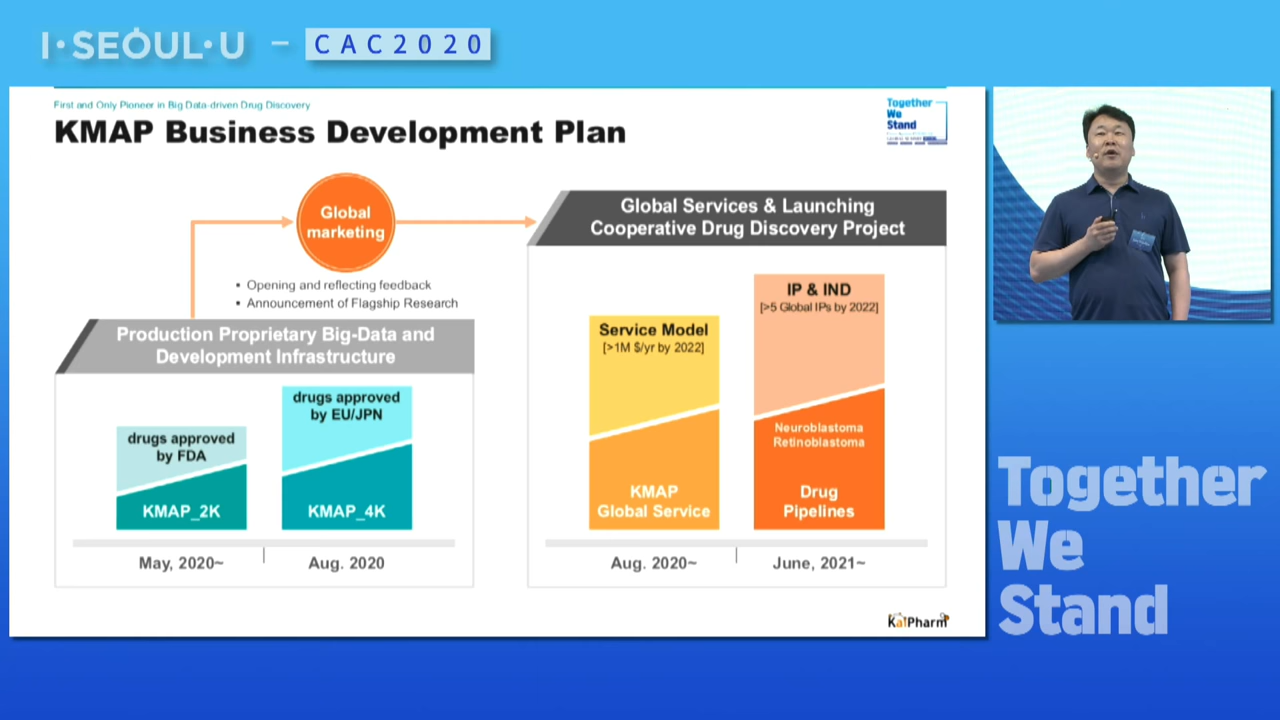 I·SEOUL·U – CAC2020
First and Only Pioneer in Big Data-driven Drug Discovery
KMAP Business Development Plan
Together
We
Stand
Global
marketing
• Opening and reflecting feedback
• Announcement of Flagship Research
Production Proprietary Big-Data and
Development Infrastructure
drugs approved
by FDA
KMAP_2K
drugs approved
by EU/JPN
KMAP_4K
May, 2020~
Aug. 2020
Global Services & Launching
Cooperative Drug Discovery Project
Service Model
[>1M $/yr by 2022]
KMAP
Global Service
IP & IND
[>5 Global IPs by 2022]
Neuroblastoma
Retinoblastoma
Drug
Pipelines
Aug. 2020~
June, 2021~
KaiPharm
Together
We
Stand